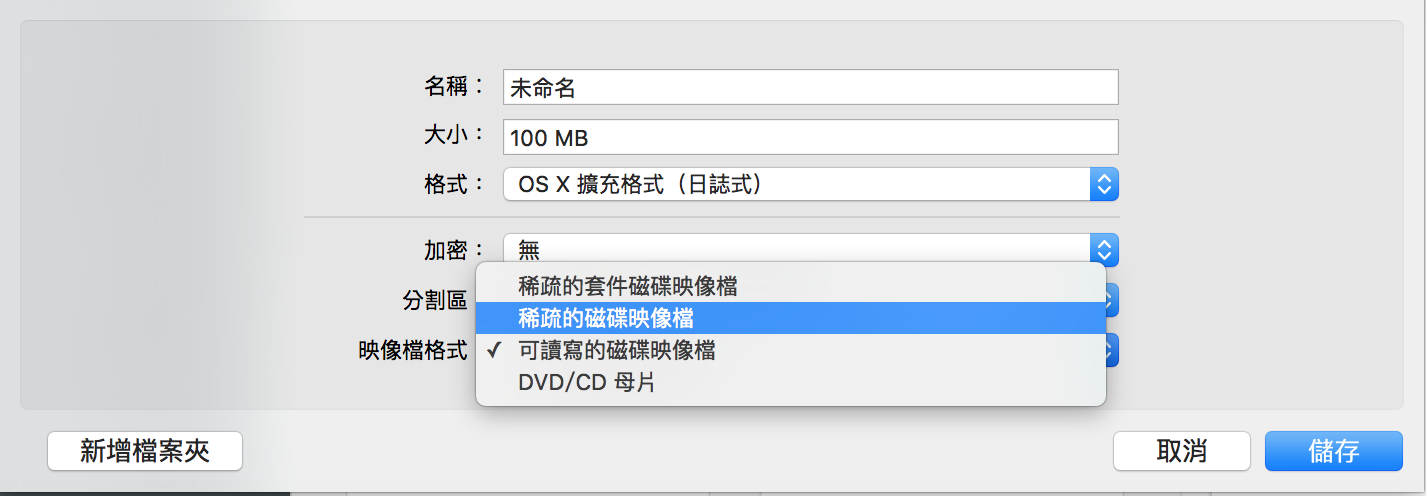 名稱： 未命名
大小： 100 MB
格式： OS X 擴充格式（日誌式）
加密： 無
稀疏的套件磁碟映像檔
分割區
稀疏的磁碟映像檔
映像檔格式 ✓ 可讀寫的磁碟映像檔
DVD/CD 母片
新增檔案夾 取消 儲存